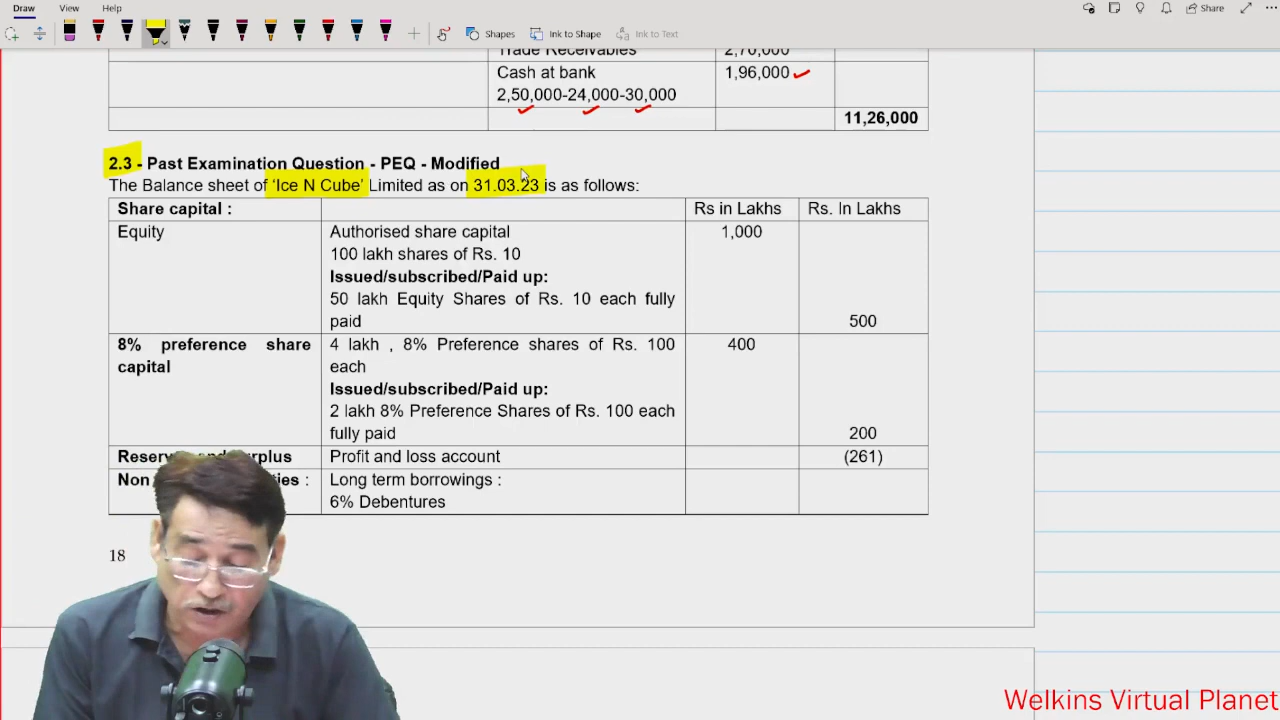 Draw View Help
Share
Shapes Ink to Shape Ink to Text
Trade Receivables 2,70,000
Cash at bank 1,96,000
2,50,000-24,000-30,000
11,26,000
2.3 - Past Examination Question - PEQ - Modified
The Balance sheet of 'Ice N Cube' Limited as on 31.03.23 is as follows:
Share capital : Rs in Lakhs Rs. In Lakhs
Equity Authorised share capital 1,000
100 lakh shares of Rs. 10
Issued/subscribed/Paid up:
50 lakh Equity Shares of Rs. 10 each fully
paid 500
8% preference share 4 lakh , 8% Preference shares of Rs. 100 400
capital each
Issued/subscribed/Paid up:
2 lakh 8% Preference Shares of Rs. 100 each
fully paid 200
Profit and loss account (261)
Non : Long term borrowings :
6% Debentures
18
Welkins Virtual Planet